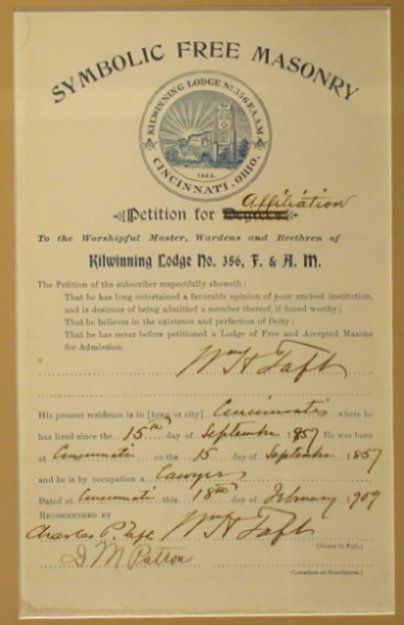 SYMBOLIC FREE MASONRY
KILWINNING LODGE No. 356 F. & A.M.
CINCINNATI, OHIO.
1865.
Affiliation
Petition for Degrees
To the Worshipful Master, Wardens and Brethren of
Kilwinning Lodge No. 356, F. & A. M.
The Petition of the subscriber respectfully showeth:
That he has long entertained a favorable opinion of your ancient institution,
and is desirous of being admitted a member thereof, if found worthy;
That he believes in the existence and perfection of Deity;
That he has never before petitioned a Lodge of Free and Accepted Masons
for Admission.
Wm H Taft
His present residence is in [town or city] Cincinnati where he
has lived since the 15th day of September 1857 He was born
at Cincinnati on the 15 day of September 1857
and he is by occupation a Lawyer
Dated at Cincinnati this 18th day of February 1909
RECOMMENDED BY
Charles P. Taft Wm H Taft
(Name in Full.)
D M Patton
(Location of Residence.)